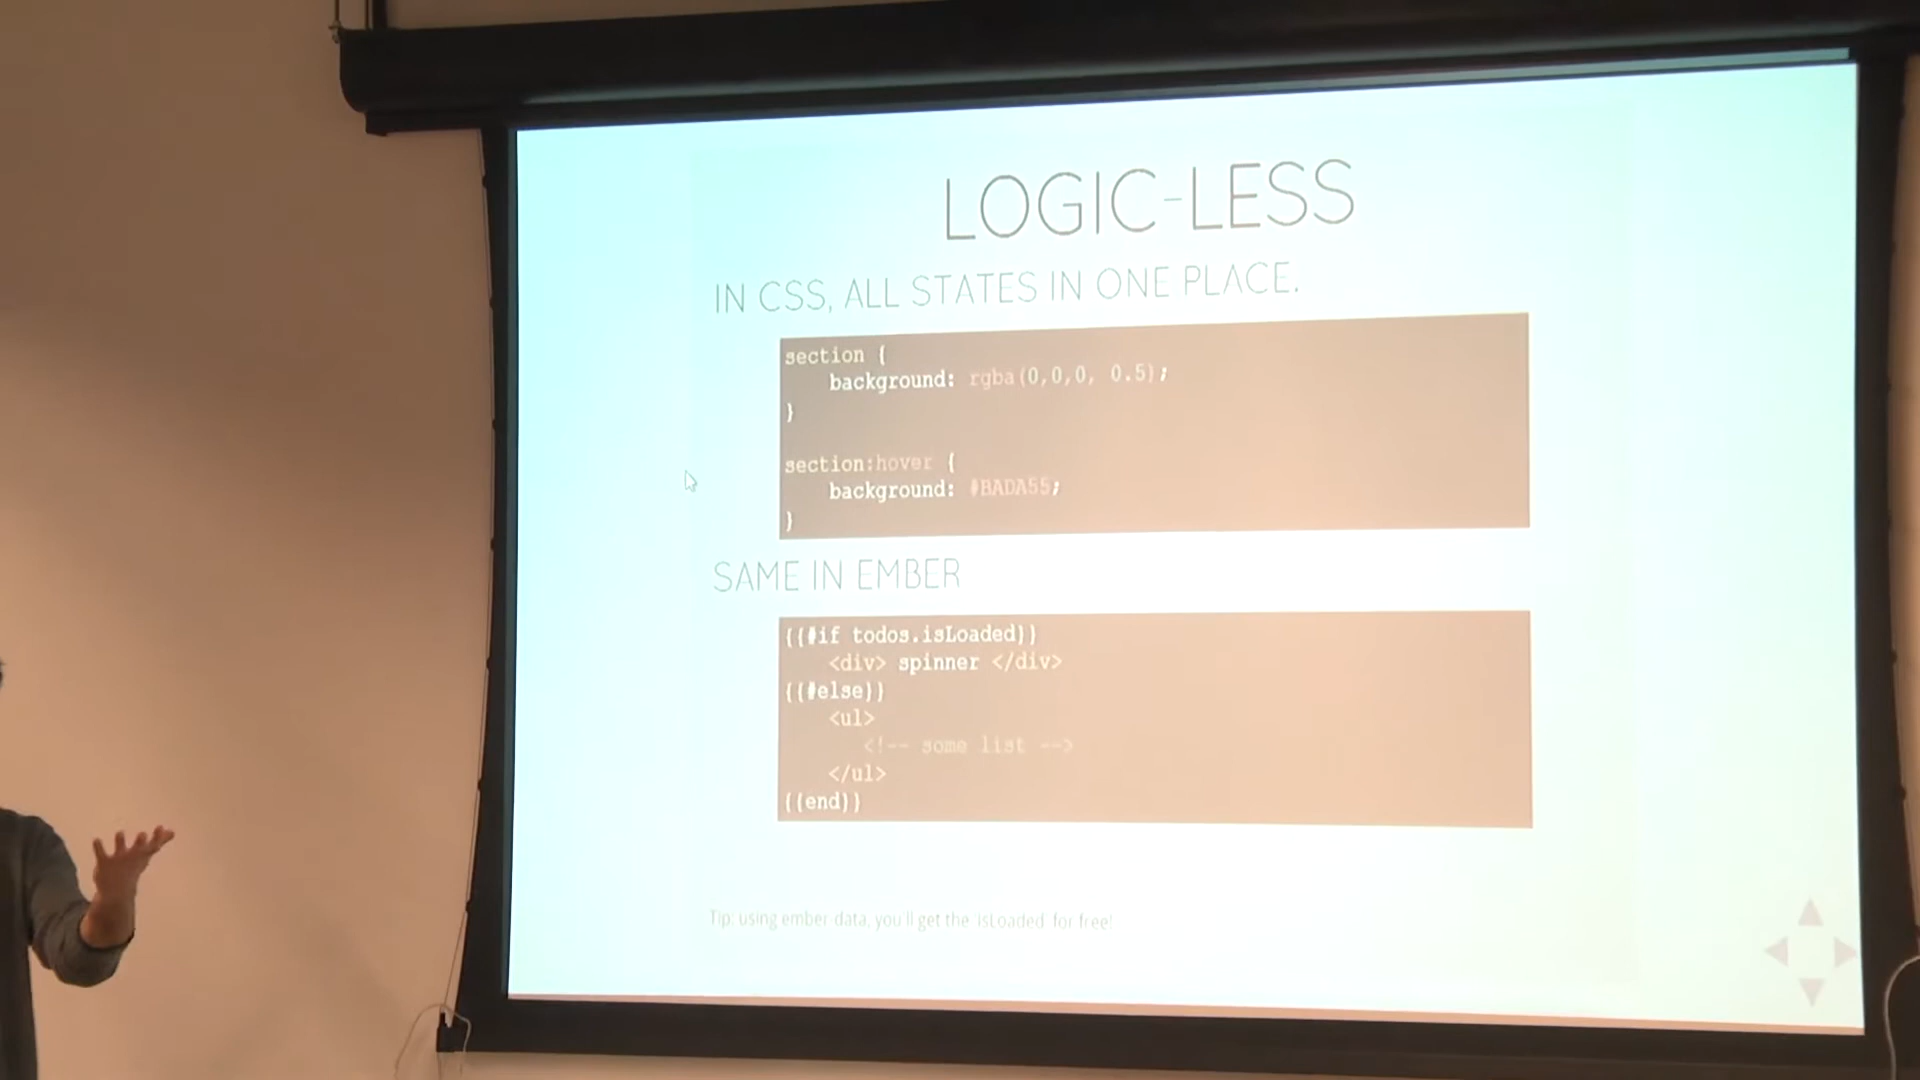 LOGIC-LESS
IN CSS, ALL STATES IN ONE PLACE.
section {
    background: rgba(0,0,0, 0.5);
}
section:hover {
    background: #BADA55;
}
SAME IN EMBER
{{#if todos.isLoaded}}
    <div> spinner </div>
{{#else}}
    <ul>
        <!-- some list -->
    </ul>
{{end}}
Tip: using ember data, you'll get the 'isLoaded' for free!